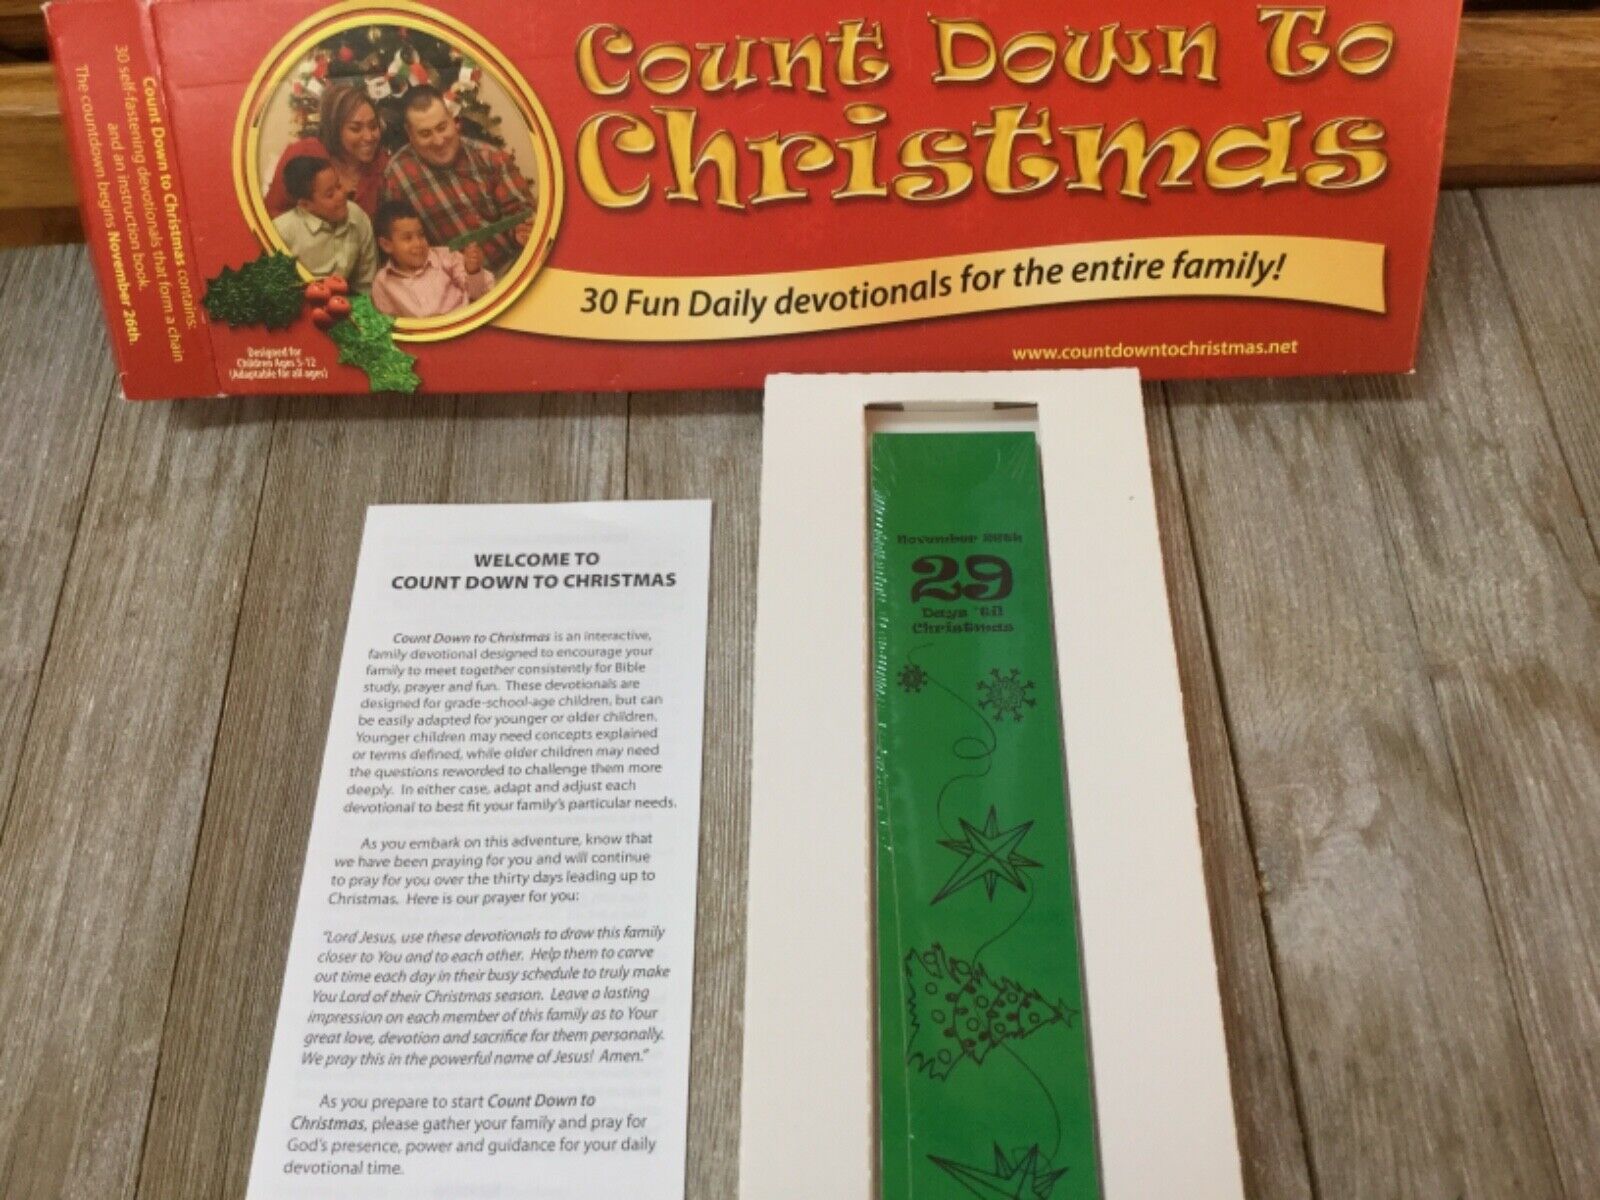 Count Down to Christmas contains:
30 self-fastening devotionals that form a chain
and an instruction book.
The countdown begins November 26th.
Count Down To
Christmas
30 Fun Daily devotionals for the entire family!
www.countdowntochristmas.net
Designed for
Children Ages 5-12
(Adaptable for all ages)
WELCOME TO
COUNT DOWN TO CHRISTMAS
Count Down to Christmas is an interactive,
family devotional designed to encourage your
family to meet together consistently for Bible
study, prayer and fun. These devotionals are
designed for grade-school-age children, but can
be easily adapted for younger or older children.
Younger children may need concepts explained
or terms defined, while older children may need
the questions reworded to challenge them more
deeply. In either case, adapt and adjust each
devotional to best fit your family's particular needs.
As you embark on this adventure, know that
we have been praying for you and will continue
to pray for you over the thirty days leading up to
Christmas. Here is our prayer for you:
"Lord Jesus, use these devotionals to draw this family
closer to You and to each other. Help them to carve
out time each day in their busy schedule to truly make
You Lord of their Christmas season. Leave a lasting
impression on each member of this family as to Your
great love, devotion and sacrifice for them personally.
We pray this in the powerful name of Jesus! Amen."
As you prepare to start Count Down to
Christmas, please gather your family and pray for
God's presence, power and guidance for your daily
devotional time.
November 26th
29
Days 'til
Christmas